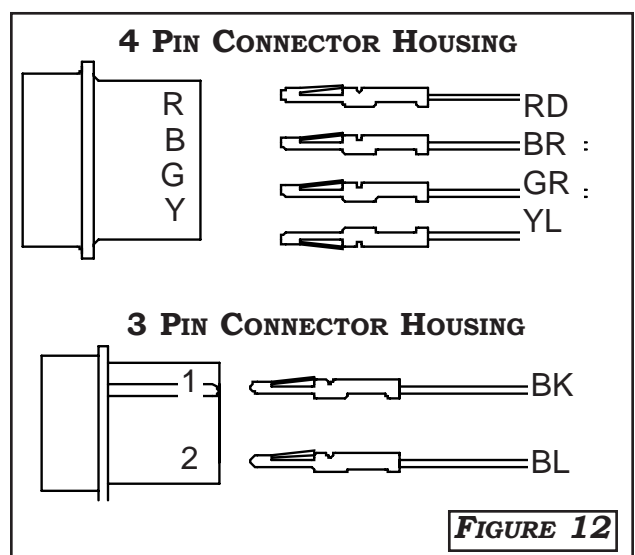 4 PIN CONNECTOR HOUSING
R
B
G
Y
RD
BR :
GR :
YL
3 PIN CONNECTOR HOUSING
1
2
BK
BL
FIGURE 12